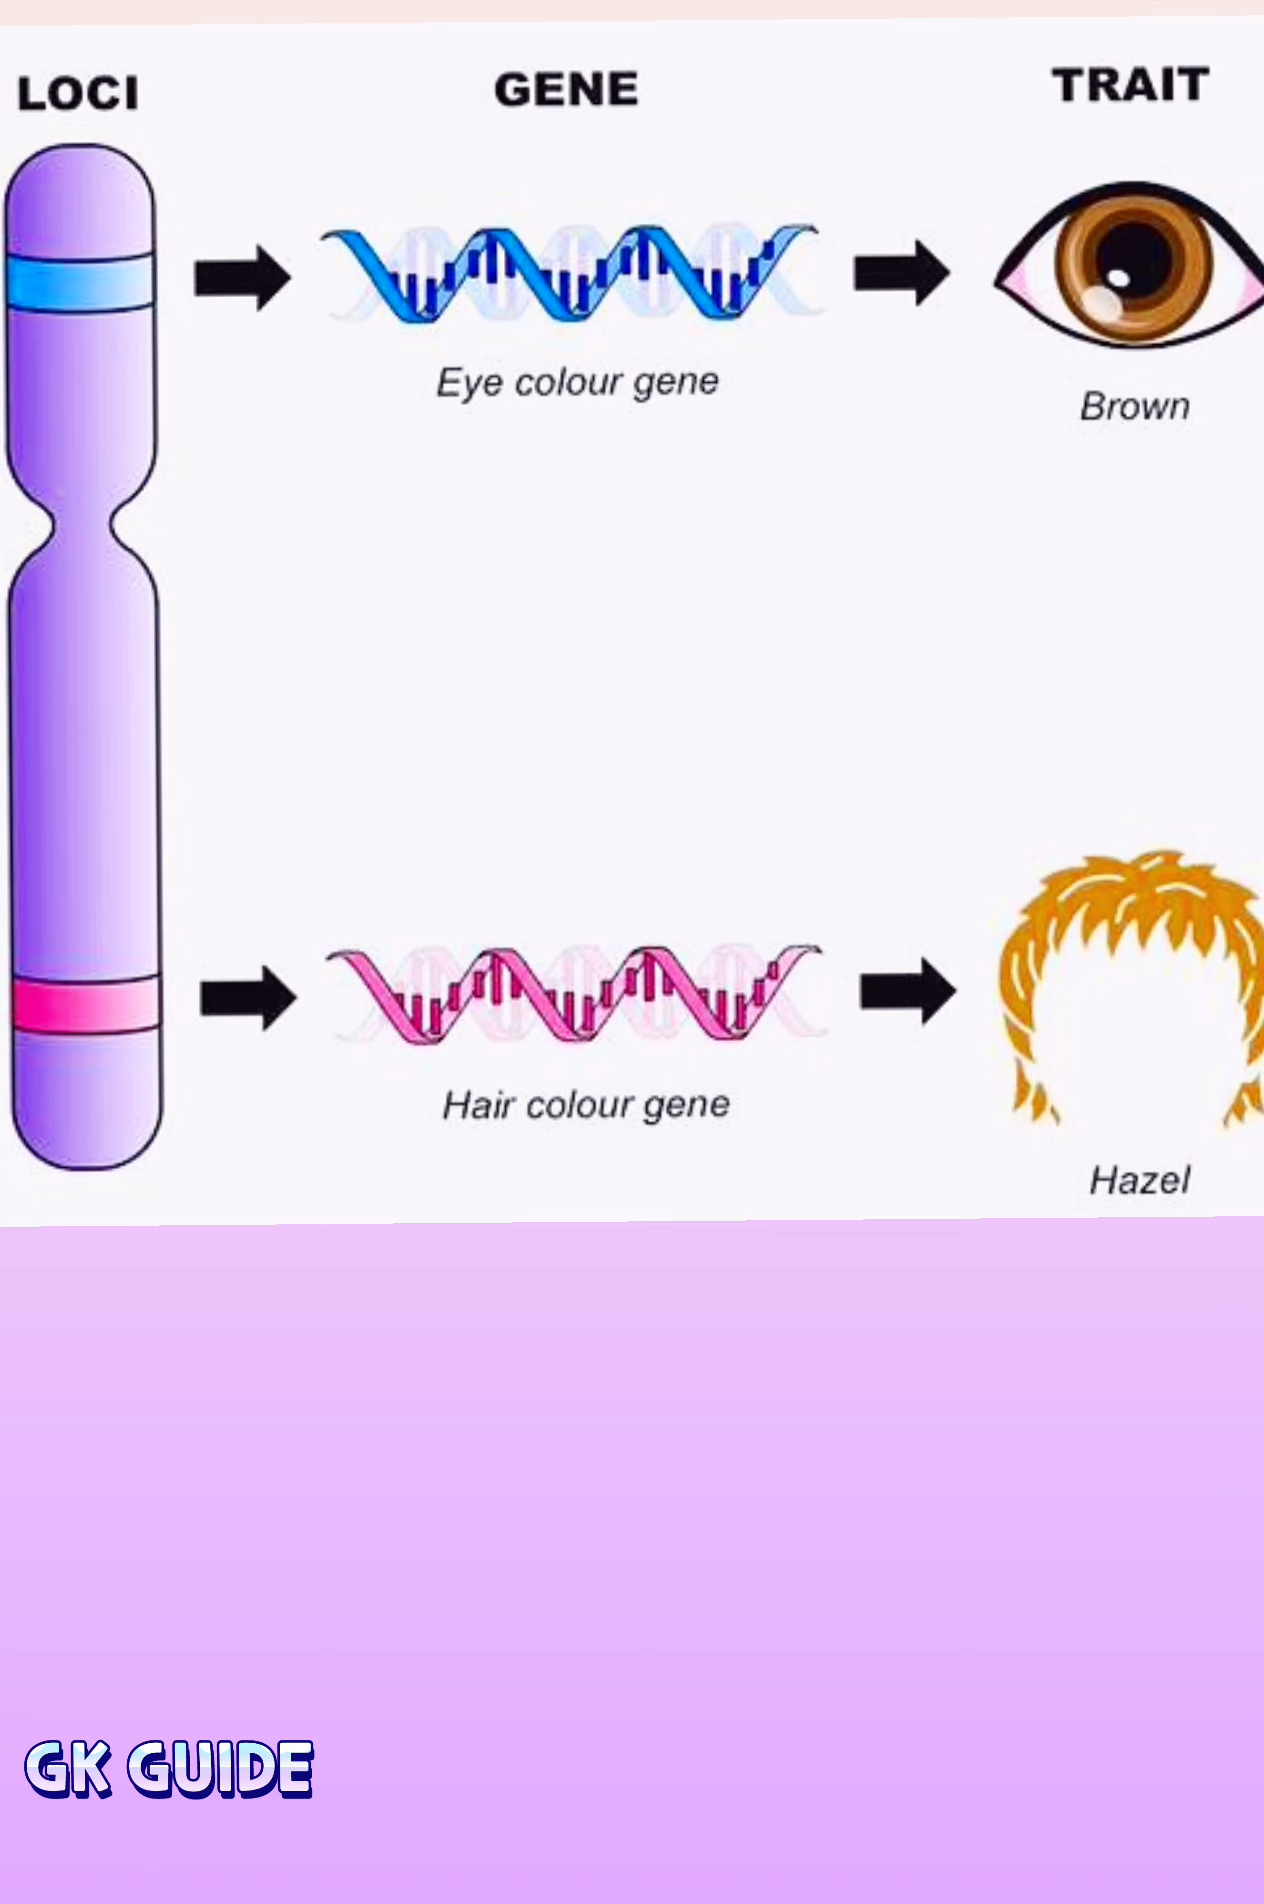 LOCI GENE TRAIT
Eye colour gene
Brown
Hair colour gene
Hazel
GK GUIDE